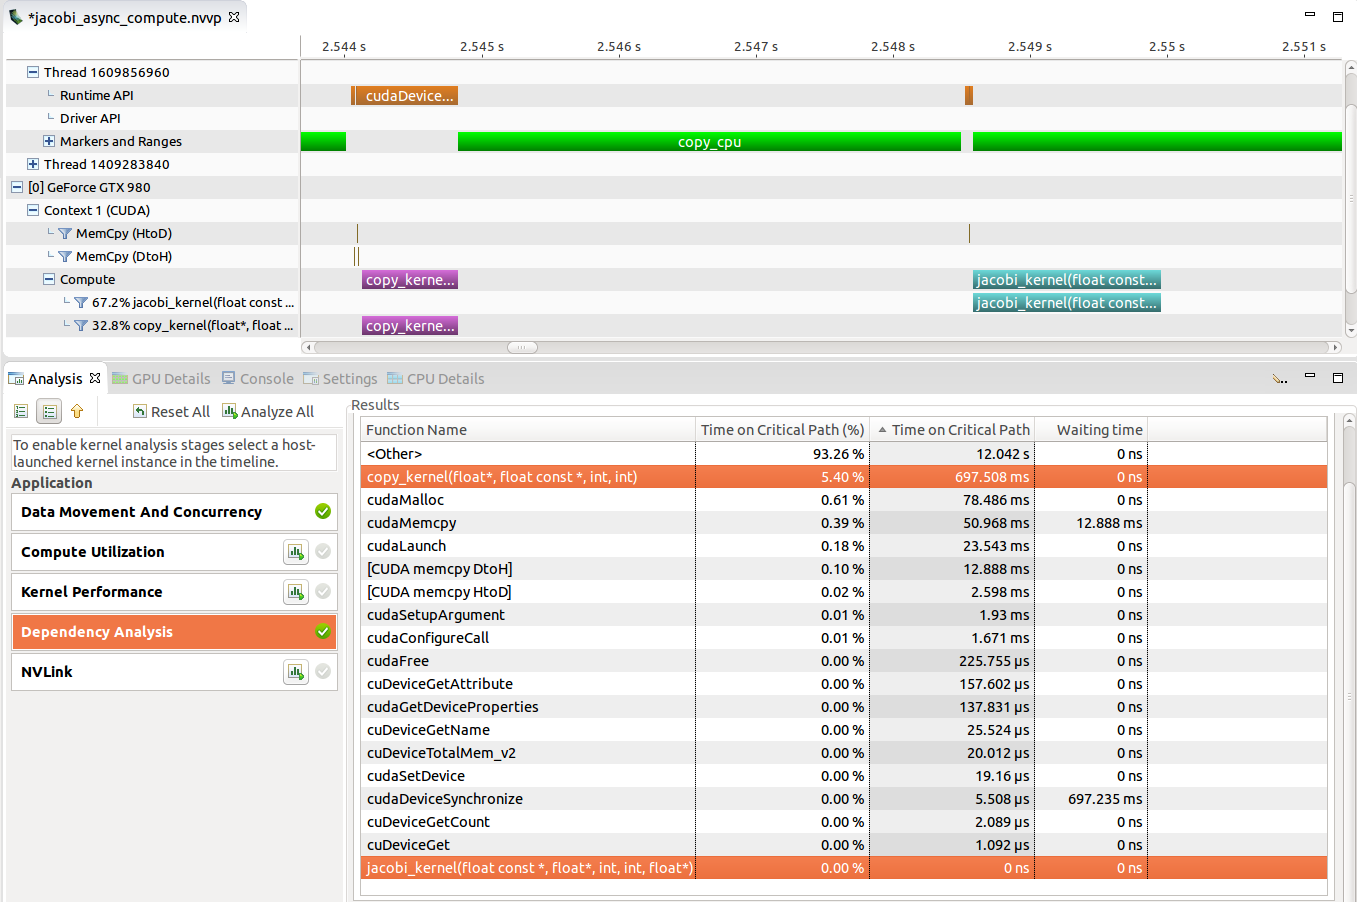 *jacobi_async_compute.nvvp
2.544 s 2.545 s 2.546 s 2.547 s 2.548 s 2.549 s 2.55 s 2.551 s
Thread 1609856960
Runtime API cudaDevice...
Driver API
Markers and Ranges copy_cpu
Thread 1409283840
[0] GeForce GTX 980
Context 1 (CUDA)
MemCpy (HtoD)
MemCpy (DtoH)
Compute copy_kerne... jacobi_kernel(float const...
67.2% jacobi_kernel(float const ... jacobi_kernel(float const...
32.8% copy_kernel(float*, float ... copy_kerne...
Analysis GPU Details Console Settings CPU Details
Reset All Analyze All
To enable kernel analysis stages select a host-
launched kernel instance in the timeline.
Application
Data Movement And Concurrency
Compute Utilization
Kernel Performance
Dependency Analysis
NVLink
Results
Function Name Time on Critical Path (%) Time on Critical Path Waiting time
<Other> 93.26 % 12.042 s 0 ns
copy_kernel(float*, float const *, int, int) 5.40 % 697.508 ms 0 ns
cudaMalloc 0.61 % 78.486 ms 0 ns
cudaMemcpy 0.39 % 50.968 ms 12.888 ms
cudaLaunch 0.18 % 23.543 ms 0 ns
[CUDA memcpy DtoH] 0.10 % 12.888 ms 0 ns
[CUDA memcpy HtoD] 0.02 % 2.598 ms 0 ns
cudaSetupArgument 0.01 % 1.93 ms 0 ns
cudaConfigureCall 0.01 % 1.671 ms 0 ns
cudaFree 0.00 % 225.755 µs 0 ns
cuDeviceGetAttribute 0.00 % 157.602 µs 0 ns
cudaGetDeviceProperties 0.00 % 137.831 µs 0 ns
cuDeviceGetName 0.00 % 25.524 µs 0 ns
cuDeviceTotalMem_v2 0.00 % 20.012 µs 0 ns
cudaSetDevice 0.00 % 19.16 µs 0 ns
cudaDeviceSynchronize 0.00 % 5.508 µs 697.235 ms
cuDeviceGetCount 0.00 % 2.089 µs 0 ns
cuDeviceGet 0.00 % 1.092 µs 0 ns
jacobi_kernel(float const *, float*, int, int, float*) 0.00 % 0 ns 0 ns